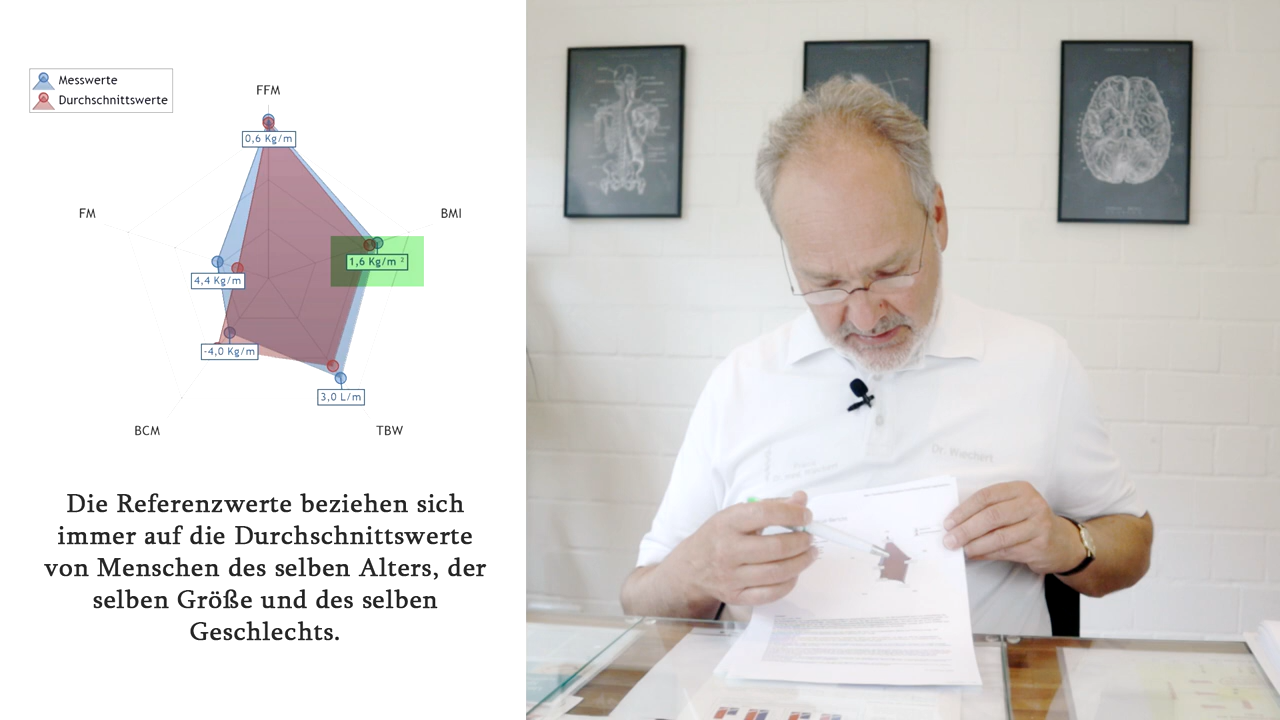 Messwerte
Durchschnittswerte
FFM
0,6 Kg/m
FM
BMI
1,6 Kg/m ²
4,4 Kg/m
-4,0 Kg/m
3,0 L/m
BCM
TBW
Die Referenzwerte beziehen sich
immer auf die Durchschnittswerte
von Menschen des selben Alters, der
selben Größe und des selben
Geschlechts.
Dr. Wiechert